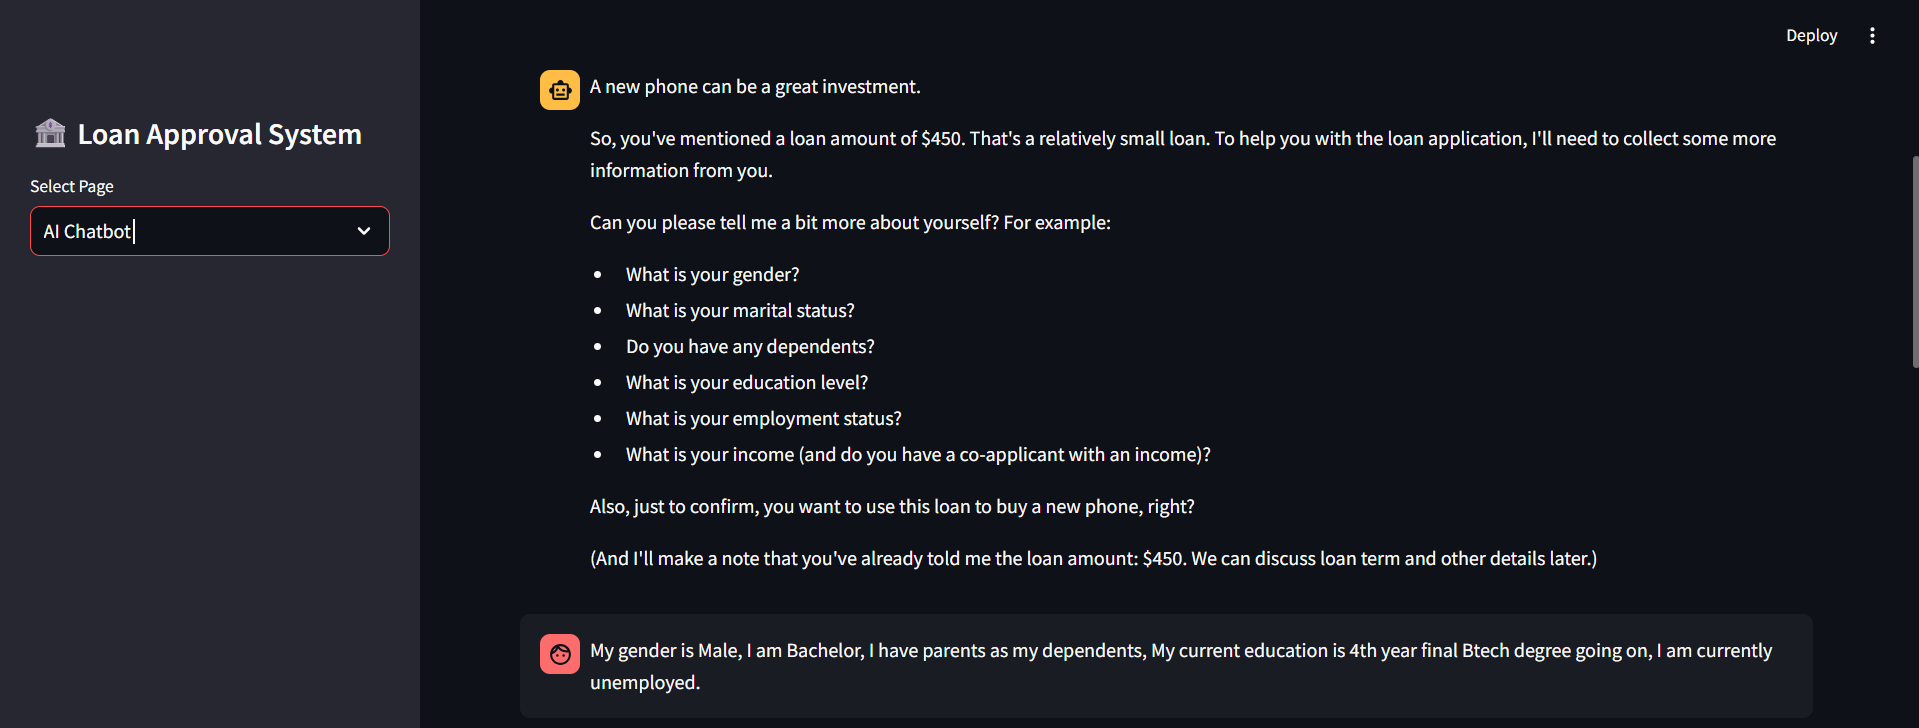 Deploy
Loan Approval System
Select Page
AI Chatbot
A new phone can be a great investment.
So, you've mentioned a loan amount of $450. That's a relatively small loan. To help you with the loan application, I'll need to collect some more
information from you.
Can you please tell me a bit more about yourself? For example:
• What is your gender?
• What is your marital status?
• Do you have any dependents?
• What is your education level?
• What is your employment status?
• What is your income (and do you have a co-applicant with an income)?
Also, just to confirm, you want to use this loan to buy a new phone, right?
(And I'll make a note that you've already told me the loan amount: $450. We can discuss loan term and other details later.)
My gender is Male, I am Bachelor, I have parents as my dependents, My current education is 4th year final Btech degree going on, I am currently
unemployed.